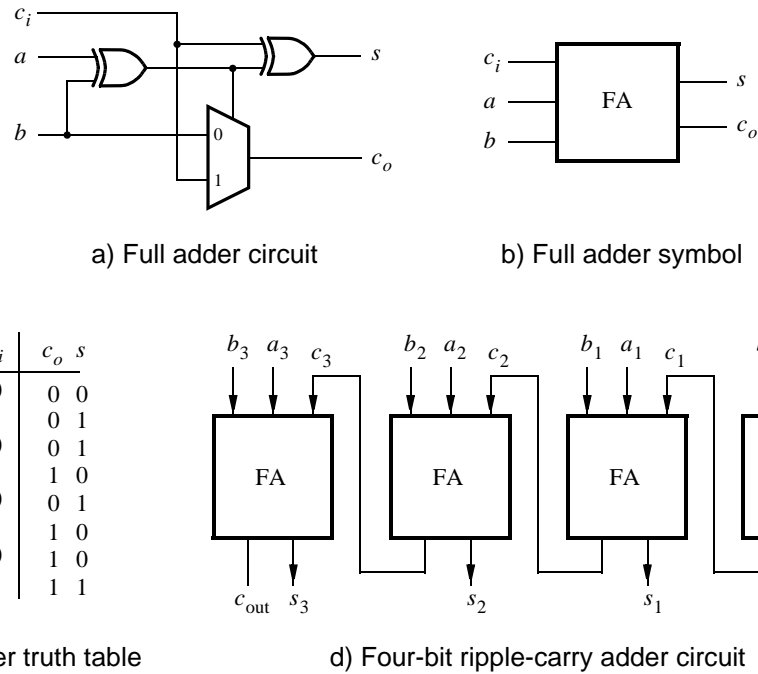 c_i
a
b
s
0
1
c_o
a) Full adder circuit
c_i
a
b
FA
s
c_o
b) Full adder symbol
i c_o s
0 0
0 1
0 1
1 0
0 1
1 0
1 0
1 1
er truth table
b_3 a_3 c_3 b_2 a_2 c_2 b_1 a_1 c_1
FA FA FA
c_out s_3 s_2 s_1
d) Four-bit ripple-carry adder circuit